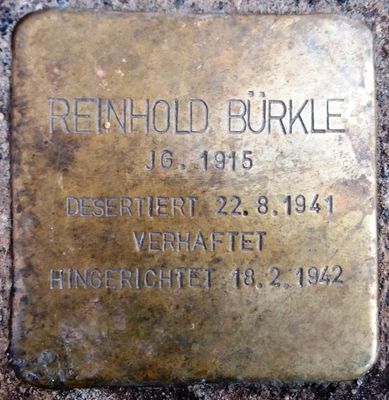 REINHOLD BÜRKLE
JG. 1915
DESERTIERT 22.8.1941
VERHAFTET
HINGERICHTET 18.2.1942